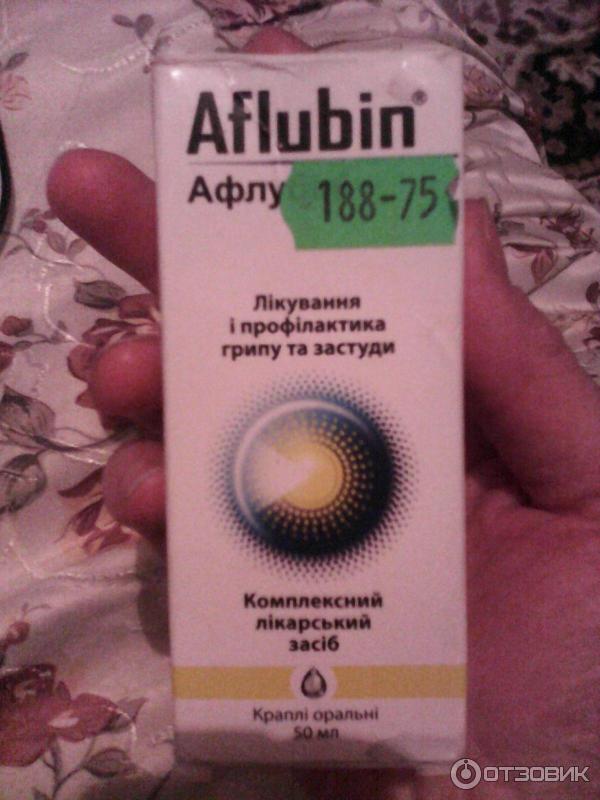 Aflubin®
Афлу
188-75
Лікування
і профілактика
грипу та застуди
Комплексний
лікарський
засіб
Краплі оральні
50 мл
ОТЗОВИК